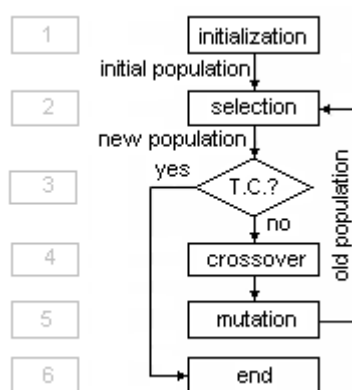 1
initialization
initial population
2
selection
new population
yes
3
T.C.?
no
old population
4
crossover
5
mutation
6
end